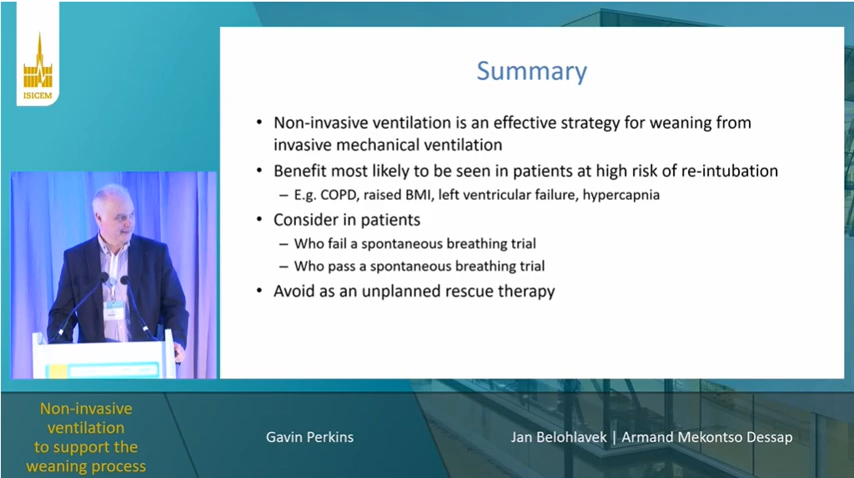 ISICEM
Summary
• Non-invasive ventilation is an effective strategy for weaning from
invasive mechanical ventilation
• Benefit most likely to be seen in patients at high risk of re-intubation
– E.g. COPD, raised BMI, left ventricular failure, hypercapnia
• Consider in patients
– Who fail a spontaneous breathing trial
– Who pass a spontaneous breathing trial
• Avoid as an unplanned rescue therapy
Non-invasive
ventilation
to support the
weaning process
Gavin Perkins
Jan Belohlavek | Armand Mekontso Dessap